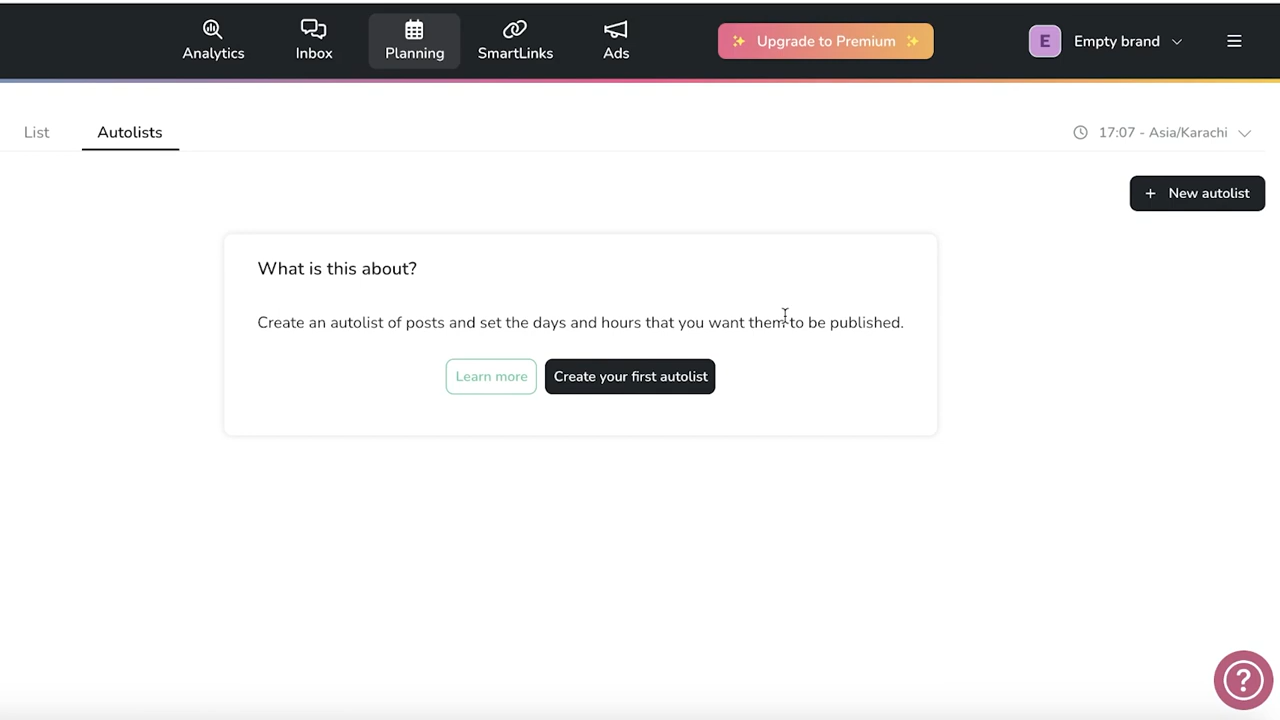 Analytics
Inbox
Planning
SmartLinks
Ads
Upgrade to Premium
E
Empty brand
List
Autolists
17:07 - Asia/Karachi
+ New autolist
What is this about?
Create an autolist of posts and set the days and hours that you want them to be published.
Learn more
Create your first autolist
?